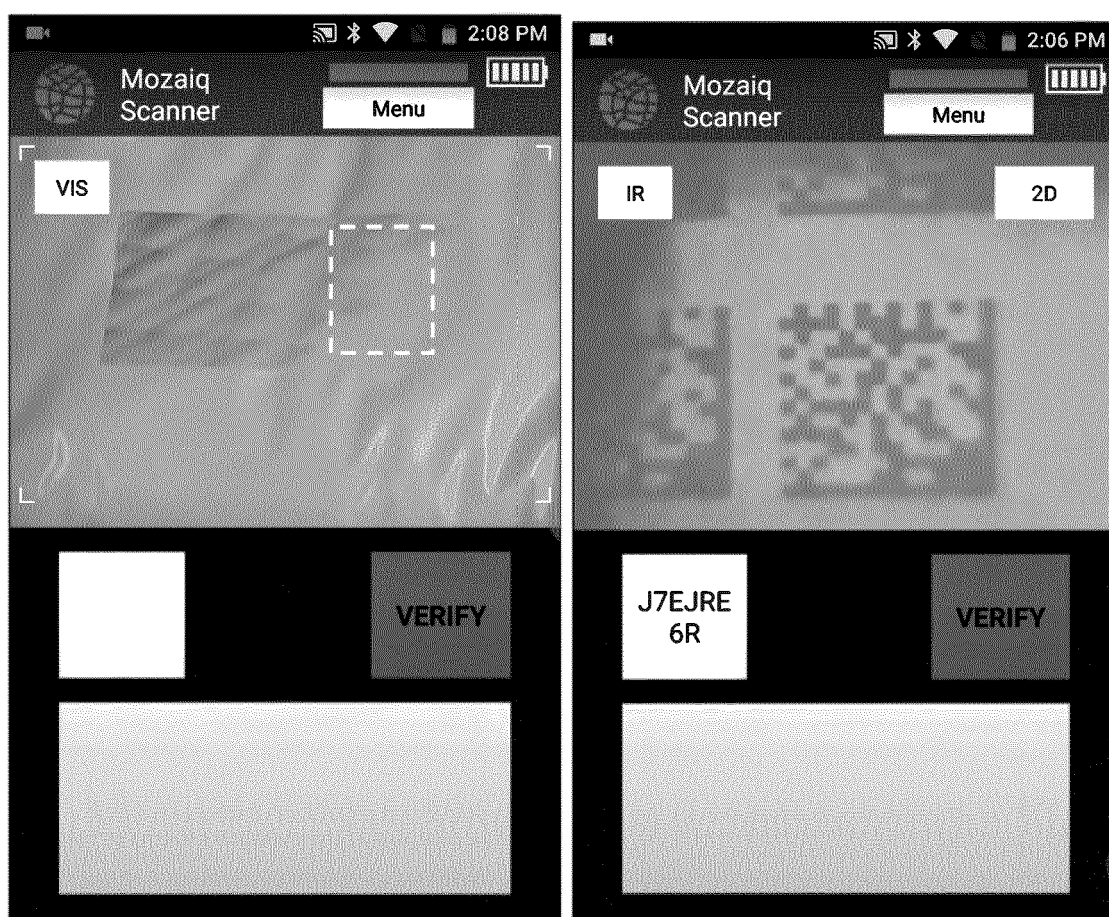 2:08 PM
Mozaiq
Scanner
Menu
VIS
VERIFY
2:06 PM
Mozaiq
Scanner
Menu
IR
2D
J7EJRE
6R
VERIFY